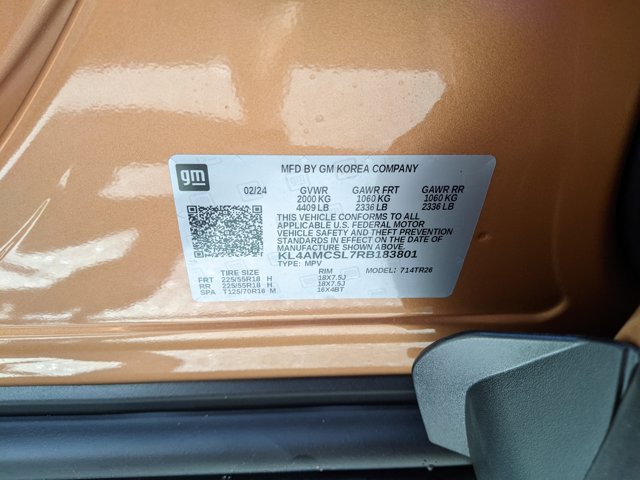 gm
MFD BY GM KOREA COMPANY
02/24 GVWR GAWR FRT GAWR RR
2000 KG 1060 KG 1060 KG
4409 LB 2336 LB 2336 LB
THIS VEHICLE CONFORMS TO ALL
APPLICABLE U.S. FEDERAL MOTOR
VEHICLE SAFETY AND THEFT PREVENTION
STANDARDS IN EFFECT ON THE DATE OF
MANUFACTURE SHOWN ABOVE.
KL4AMCSL7RB183801
TYPE: MPV MODEL: 714TR26
TIRE SIZE RIM
FRT 225/55R18 H 18X7.5J
RR 225/55R18 H 18X7.5J
SPA T125/70R16 M 16X4BT